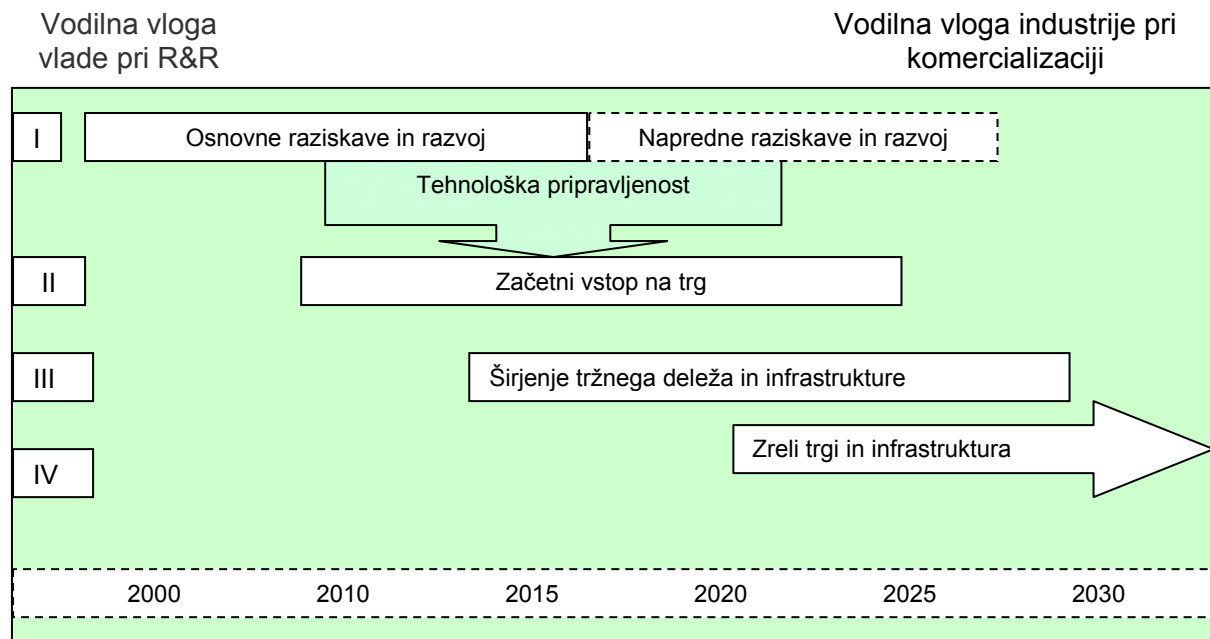 Vodilna vloga
vlade pri R&R
Vodilna vloga industrije pri
komercializaciji
I
Osnovne raziskave in razvoj
Napredne raziskave in razvoj
Tehnološka pripravljenost
II
Začetni vstop na trg
III
Širjenje tržnega deleža in infrastrukture
Zreli trgi in infrastruktura
IV
2000 2010 2015 2020 2025 2030